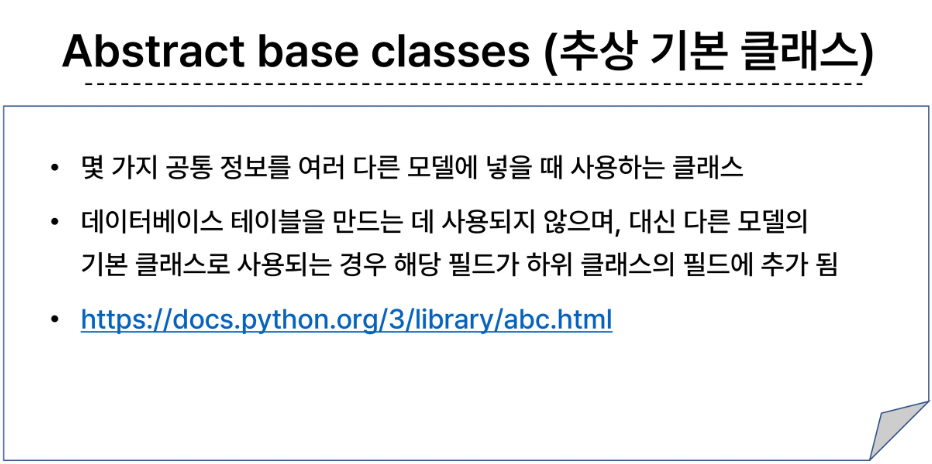 Abstract base classes (추상 기본 클래스)
• 몇 가지 공통 정보를 여러 다른 모델에 넣을 때 사용하는 클래스
• 데이터베이스 테이블을 만드는 데 사용되지 않으며, 대신 다른 모델의
기본 클래스로 사용되는 경우 해당 필드가 하위 클래스의 필드에 추가 됨
• https://docs.python.org/3/library/abc.html